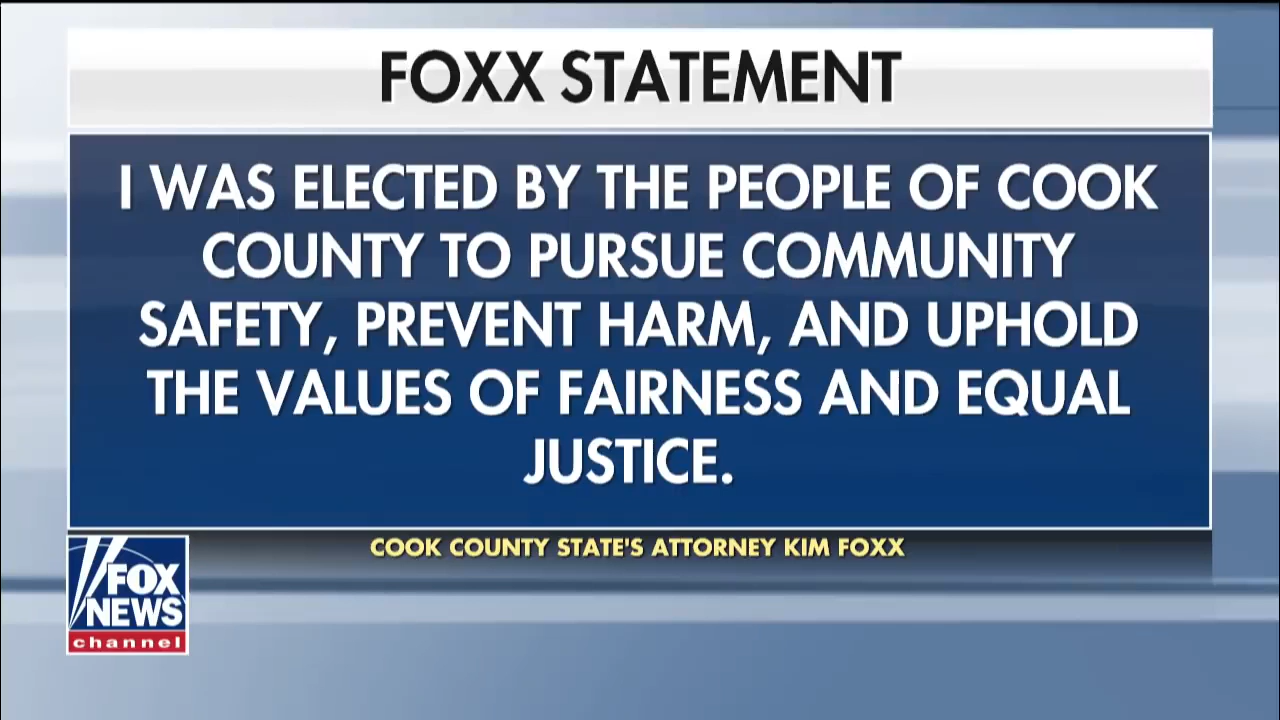 FOXX STATEMENT
I WAS ELECTED BY THE PEOPLE OF COOK
COUNTY TO PURSUE COMMUNITY
SAFETY, PREVENT HARM, AND UPHOLD
THE VALUES OF FAIRNESS AND EQUAL
JUSTICE.
COOK COUNTY STATE'S ATTORNEY KIM FOXX
FOX
NEWS
channel